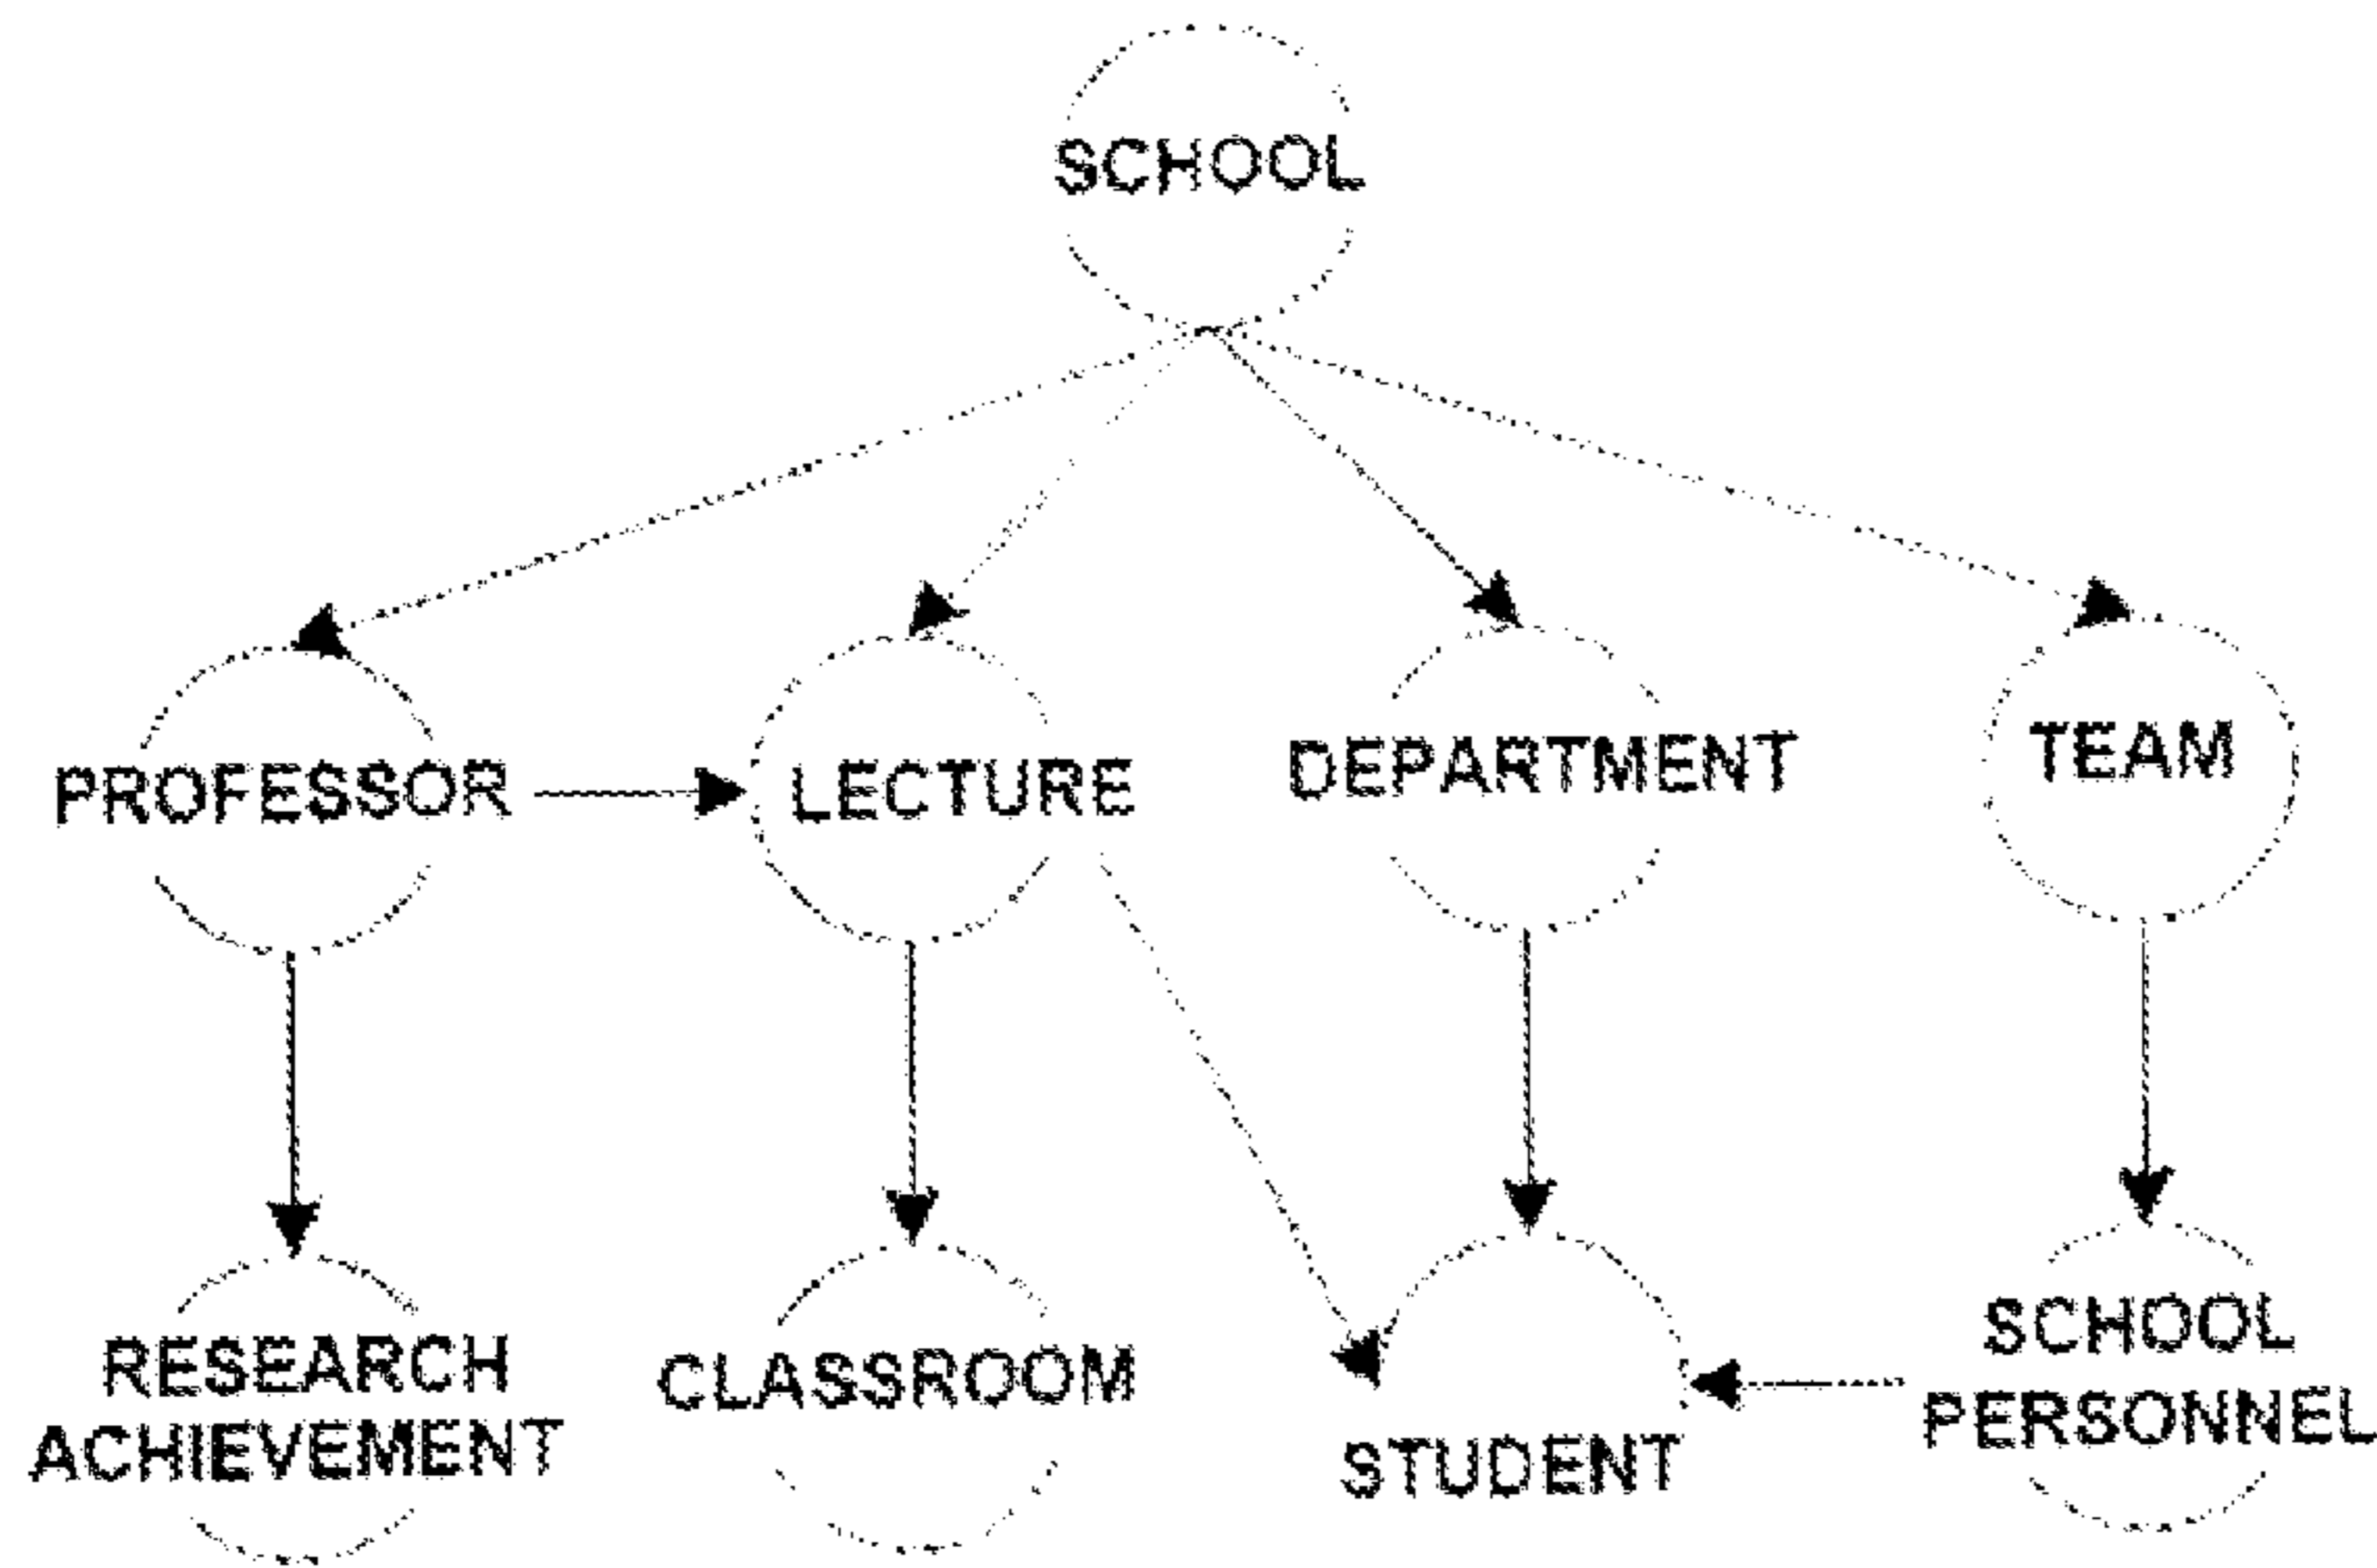 SCHOOL
PROFESSOR
LECTURE
DEPARTMENT
TEAM
RESEARCH
ACHIEVEMENT
CLASSROOM
STUDENT
SCHOOL
PERSONNEL